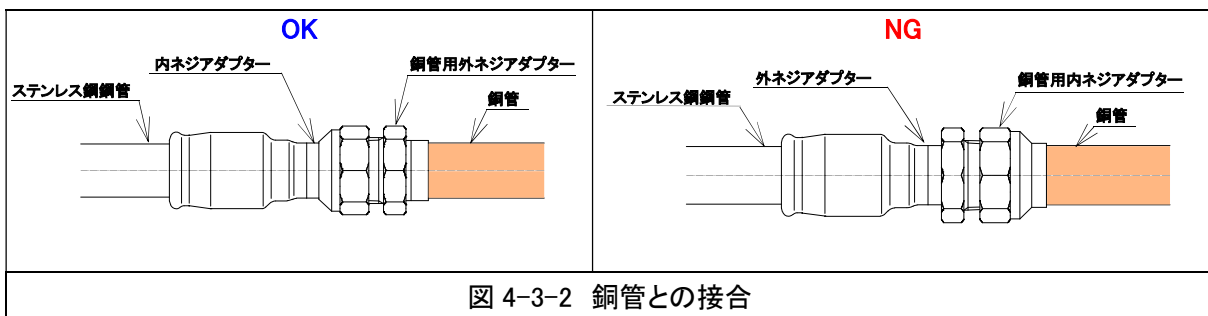 OK
内ネジアダプター
銅管用外ネジアダプター
ステンレス鋼鋼管
銅管
NG
外ネジアダプター
銅管用内ネジアダプター
ステンレス鋼鋼管
銅管
図 4-3-2 銅管との接合